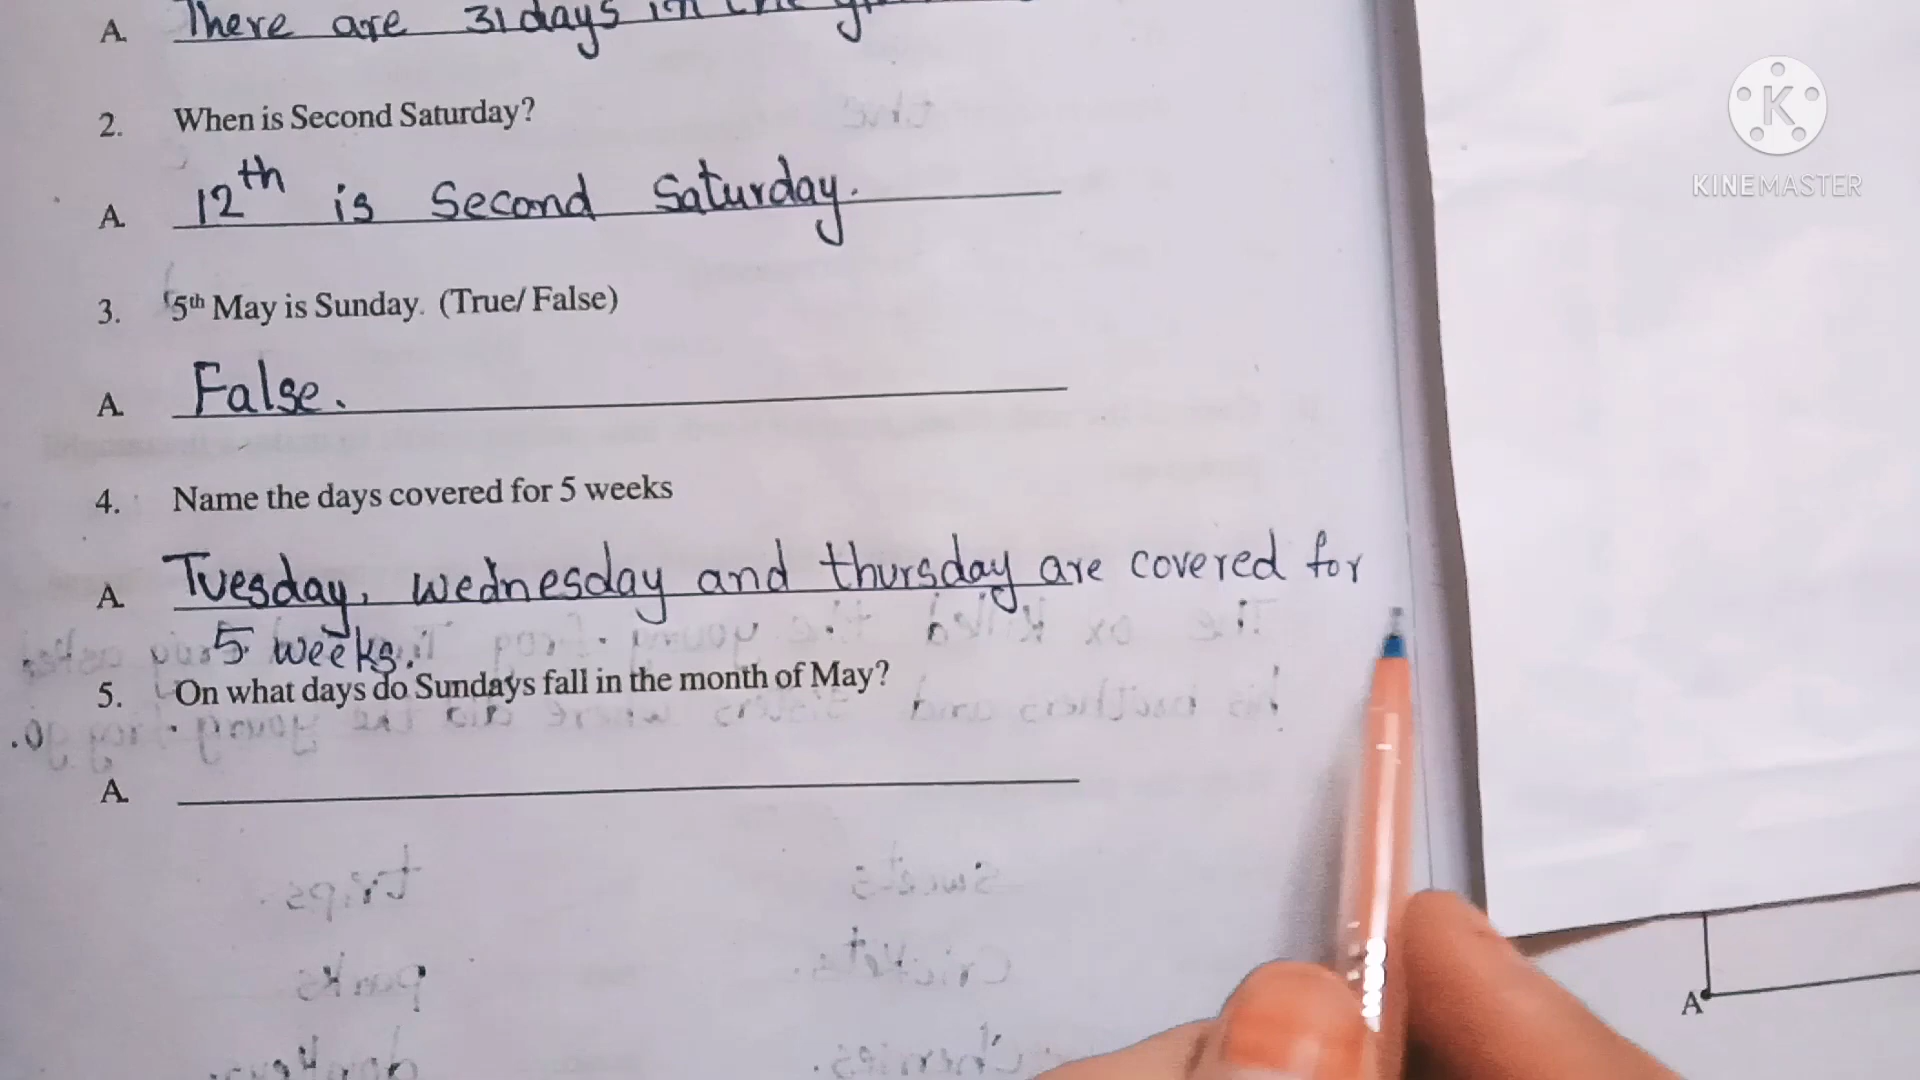 A. There are 31 days in the
2. When is Second Saturday?
A. 12th is Second Saturday.
3. 5th May is Sunday. (True/ False)
A. False.
4. Name the days covered for 5 weeks
A. Tuesday, wednesday and thursday are covered for
5 weeks.
5. On what days do Sundays fall in the month of May?
A.
K
KINEMASTER
A